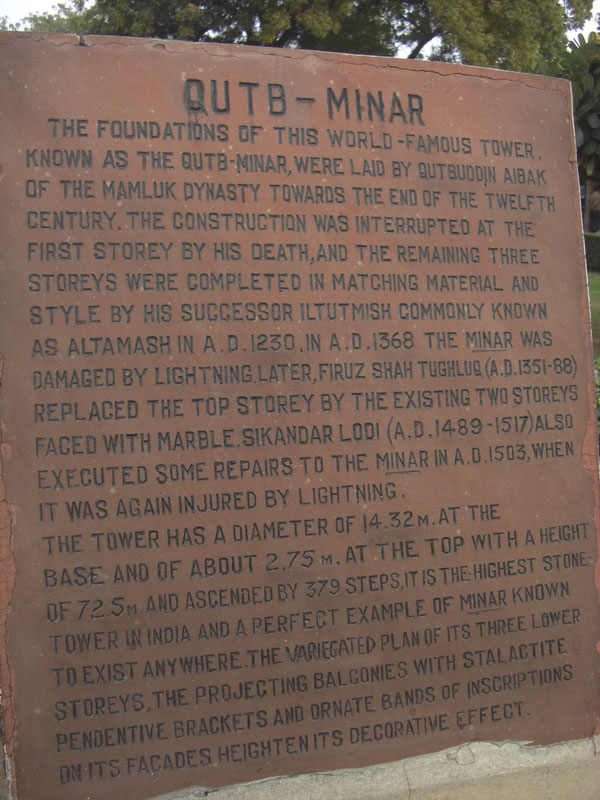 QUTB-MINAR
THE FOUNDATIONS OF THIS WORLD-FAMOUS TOWER,
KNOWN AS THE QUTB-MINAR, WERE LAID BY QUTBUDDIN AIBAK
OF THE MAMLUK DYNASTY TOWARDS THE END OF THE TWELFTH
CENTURY. THE CONSTRUCTION WAS INTERRUPTED AT THE
FIRST STOREY BY HIS DEATH, AND THE REMAINING THREE
STOREYS WERE COMPLETED IN MATCHING MATERIAL AND
STYLE BY HIS SUCCESSOR ILTUTMISH COMMONLY KNOWN
AS ALTAMASH IN A.D. 1230. IN A.D. 1368 THE MINAR WAS
DAMAGED BY LIGHTNING. LATER, FIRUZ SHAH TUGHLUQ (A.D. 1351-88)
REPLACED THE TOP STOREY BY THE EXISTING TWO STOREYS
FACED WITH MARBLE. SIKANDAR LODI (A.D. 1489-1517) ALSO
EXECUTED SOME REPAIRS TO THE MINAR IN A.D. 1503, WHEN
IT WAS AGAIN INJURED BY LIGHTNING.
THE TOWER HAS A DIAMETER OF 14.32 M. AT THE
BASE AND OF ABOUT 2.75 M. AT THE TOP WITH A HEIGHT
OF 72.5 M. AND ASCENDED BY 379 STEPS, IT IS THE HIGHEST STONE-
TOWER IN INDIA AND A PERFECT EXAMPLE OF MINAR KNOWN
TO EXIST ANYWHERE. THE VARIEGATED PLAN OF ITS THREE LOWER
STOREYS, THE PROJECTING BALCONIES WITH STALACTITE
PENDENTIVE BRACKETS AND ORNATE BANDS OF INSCRIPTIONS
ON ITS FACADES HEIGHTEN ITS DECORATIVE EFFECT.